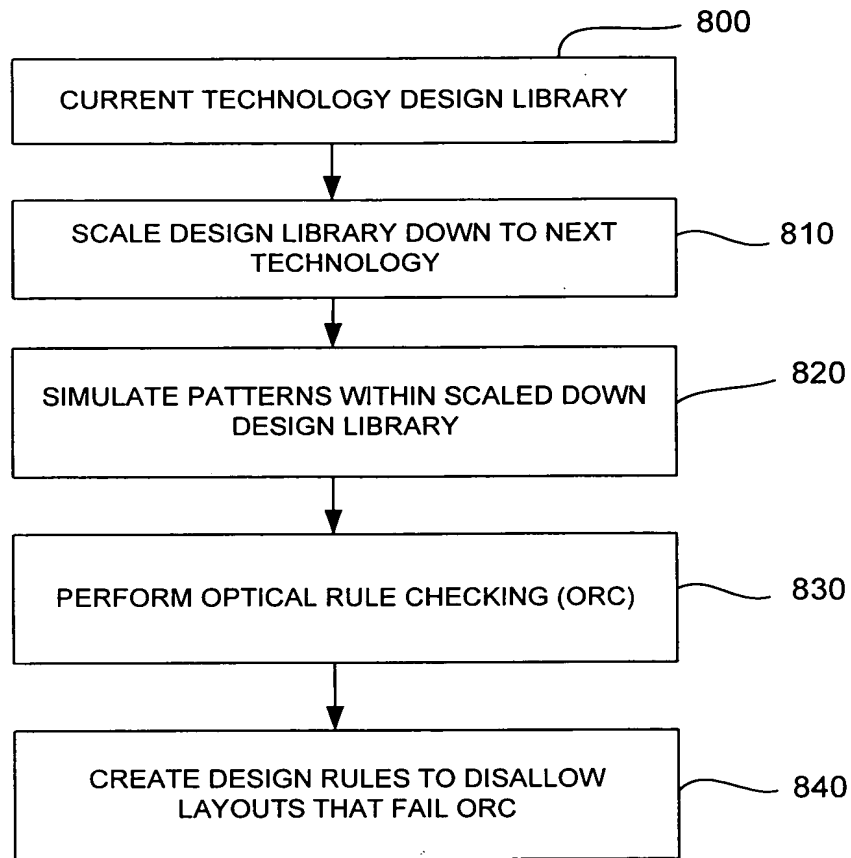 800
CURRENT TECHNOLOGY DESIGN LIBRARY
SCALE DESIGN LIBRARY DOWN TO NEXT
TECHNOLOGY
810
SIMULATE PATTERNS WITHIN SCALED DOWN
DESIGN LIBRARY
820
PERFORM OPTICAL RULE CHECKING (ORC)
830
CREATE DESIGN RULES TO DISALLOW
LAYOUTS THAT FAIL ORC
840